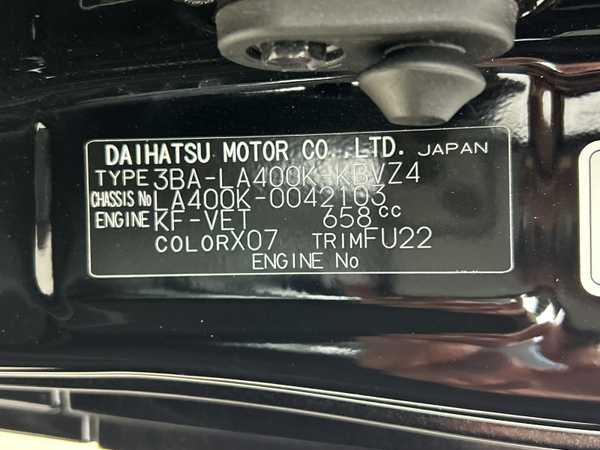 DAIHATSU MOTOR CO.,LTD. JAPAN
TYPE 3BA-LA400K-KBVZ4
CHASSIS No LA400K-0042103
ENGINE KF-VET 658cc
COLOR X07 TRIM FU22
ENGINE No